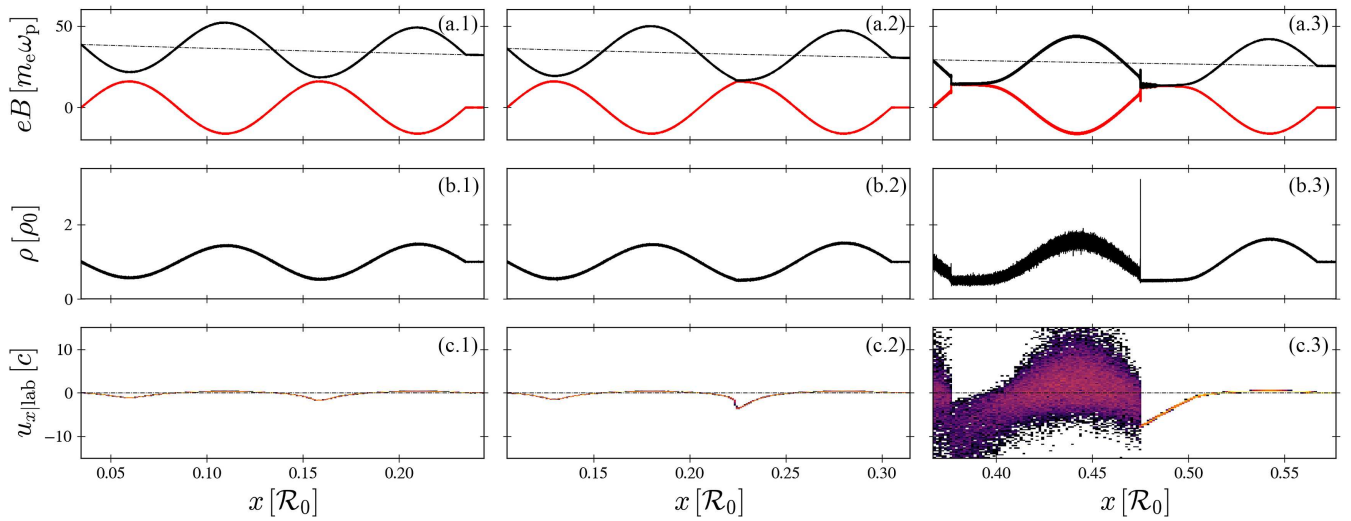 eB [mₑωₚ]
50
0
(a.1)
(a.2)
(a.3)
ρ [ρ₀]
2
0
(b.1)
(b.2)
(b.3)
uₓ|lab [c]
10
0
−10
(c.1)
(c.2)
(c.3)
0.05 0.10 0.15 0.20
0.15 0.20 0.25 0.30
0.40 0.45 0.50 0.55
x [ℛ₀]
x [ℛ₀]
x [ℛ₀]